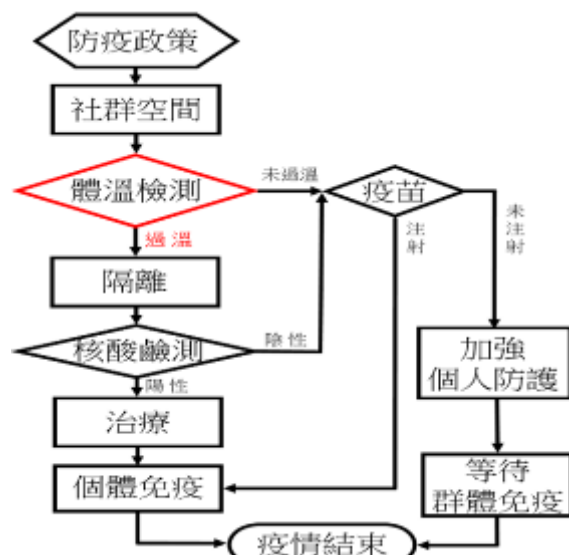 防疫政策
社群空間
體溫檢測
未過溫
疫苗
過溫
注射
未注射
隔離
核酸鹼測
陰性
加強
個人防護
陽性
治療
個體免疫
等待
群體免疫
疫情結束